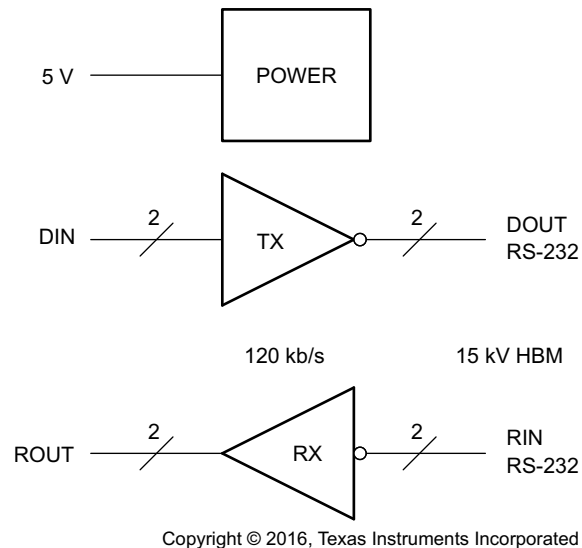 5 V
POWER
2
2
DIN
TX
DOUT
RS-232
120 kb/s
15 kV HBM
2
2
ROUT
RX
RIN
RS-232
Copyright © 2016, Texas Instruments Incorporated